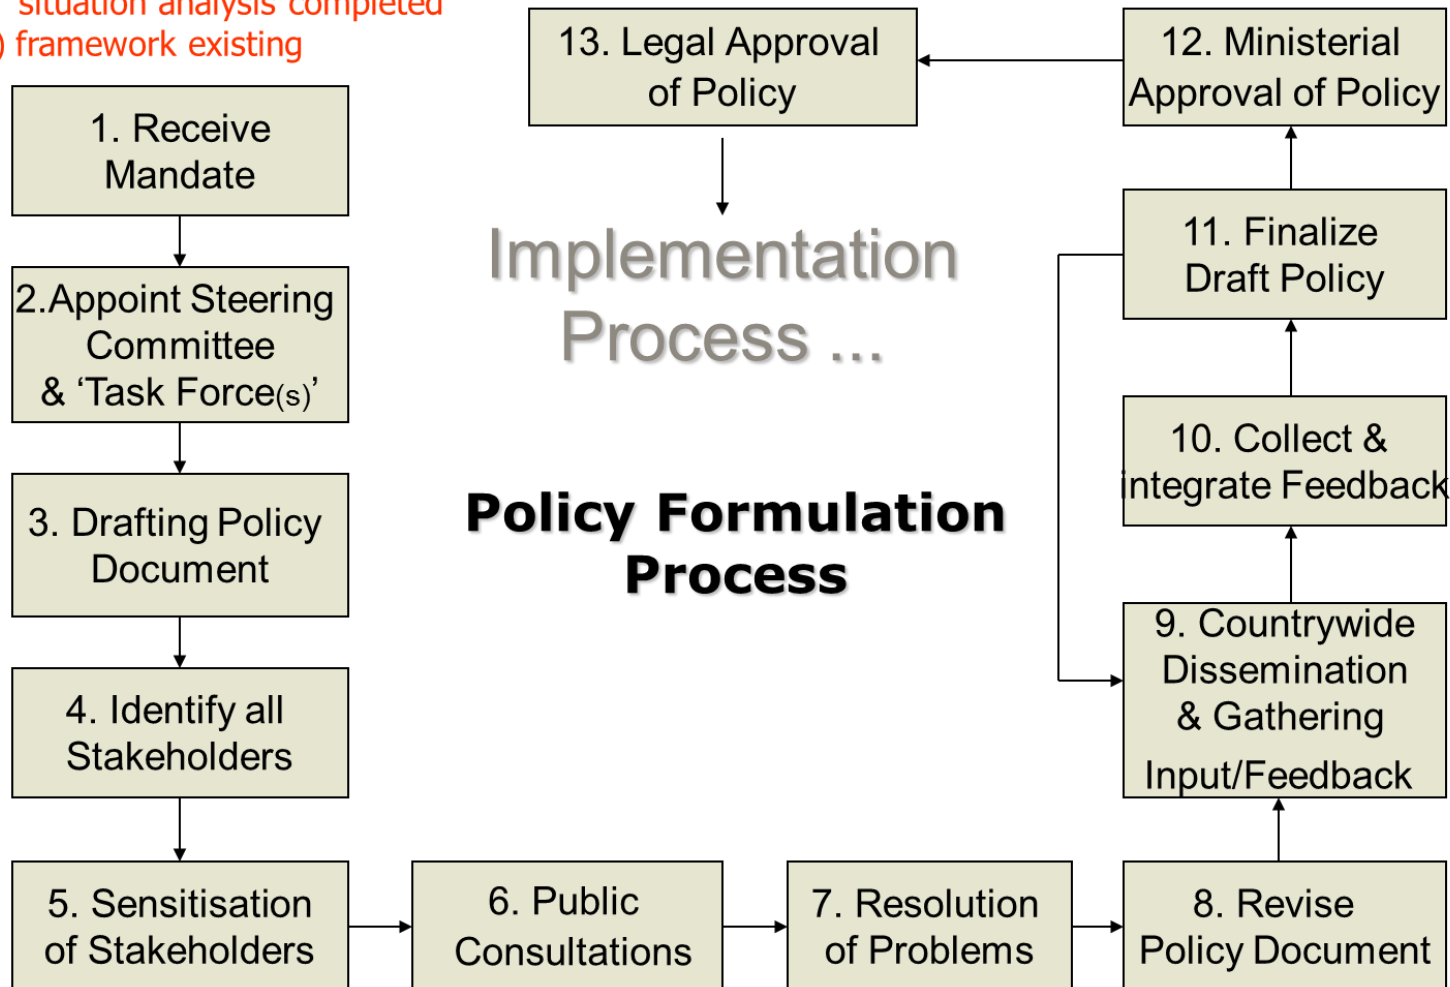 situation analysis completed
) framework existing
1. Receive
Mandate
2.Appoint Steering
Committee
& ‘Task Force(s)’
3. Drafting Policy
Document
4. Identify all
Stakeholders
5. Sensitisation
of Stakeholders
6. Public
Consultations
7. Resolution
of Problems
8. Revise
Policy Document
9. Countrywide
Dissemination
& Gathering
Input/Feedback
10. Collect &
integrate Feedback
11. Finalize
Draft Policy
12. Ministerial
Approval of Policy
13. Legal Approval
of Policy
Implementation
Process ...
Policy Formulation
Process